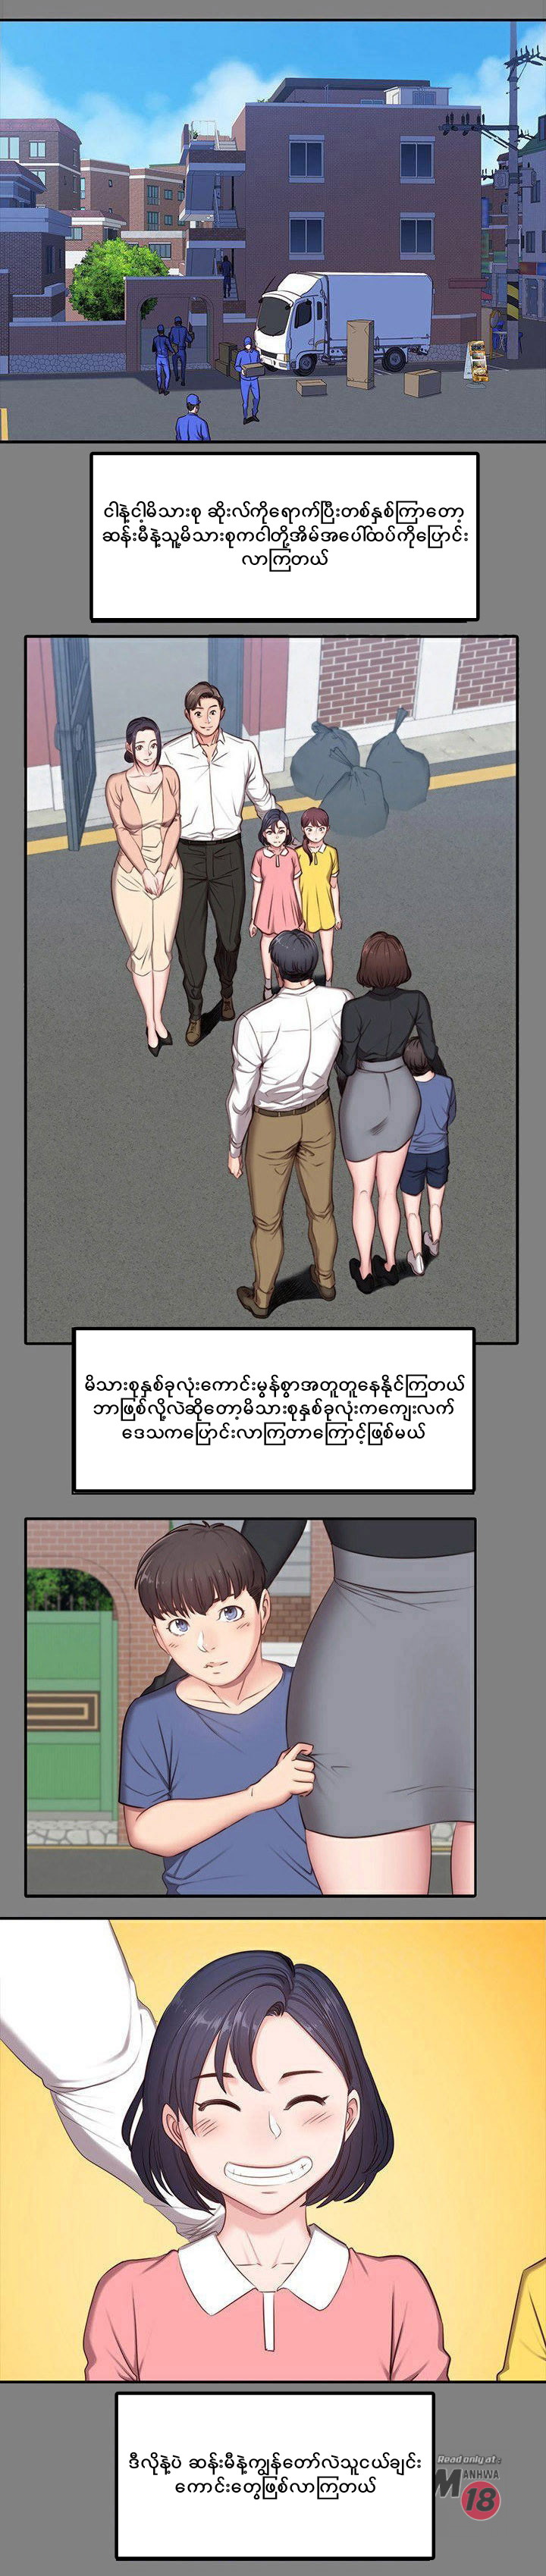 ငါနဲ့ငါ့မိသားစု ဆိုးလ်ကိုရောက်ပြီးတစ်နှစ်ကြာတော့
ဆန်းမီနဲ့သူ့မိသားစုကငါတို့အိမ်အပေါ်ထပ်ကိုပြောင်း
လာကြတယ်
မိသားစုနှစ်ခုလုံးကောင်းမွန်စွာအတူတူနေနိုင်ကြတယ်
ဘာဖြစ်လို့လဲဆိုတော့မိသားစုနှစ်ခုလုံးကကျေးလက်
ဒေသကပြောင်းလာကြတာကြောင့်ဖြစ်မယ်
ဒီလိုနဲ့ပဲ ဆန်းမီနဲ့ကျွန်တော်လဲသူငယ်ချင်း
ကောင်းတွေဖြစ်လာကြတယ်
Read only at:
MANHWA
18